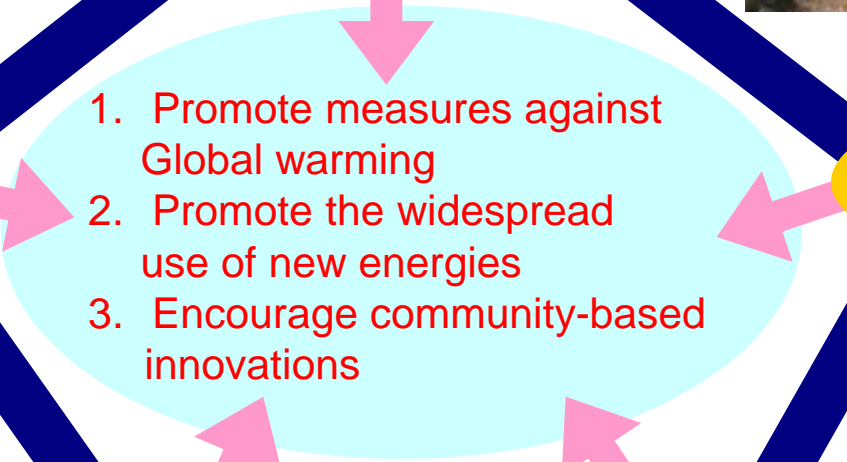 1. Promote measures against
Global warming
2. Promote the widespread
use of new energies
3. Encourage community-based
innovations